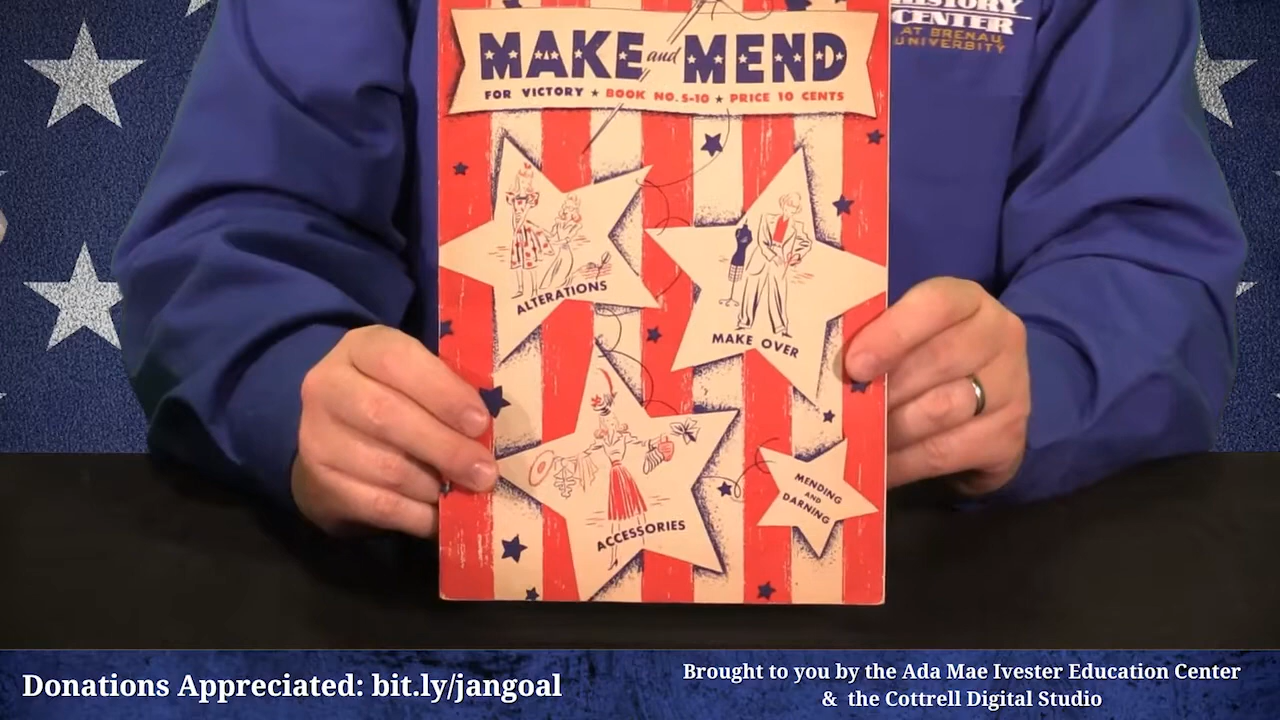 HISTORY
CENTER
AT BRENAU
UNIVERSITY
MAKE and MEND
FOR VICTORY ★ BOOK NO. S-10 ★ PRICE 10 CENTS
ALTERATIONS
MAKE OVER
ACCESSORIES
MENDING
AND
DARNING
Donations Appreciated: bit.ly/jangoal
Brought to you by the Ada Mae Ivester Education Center
& the Cottrell Digital Studio